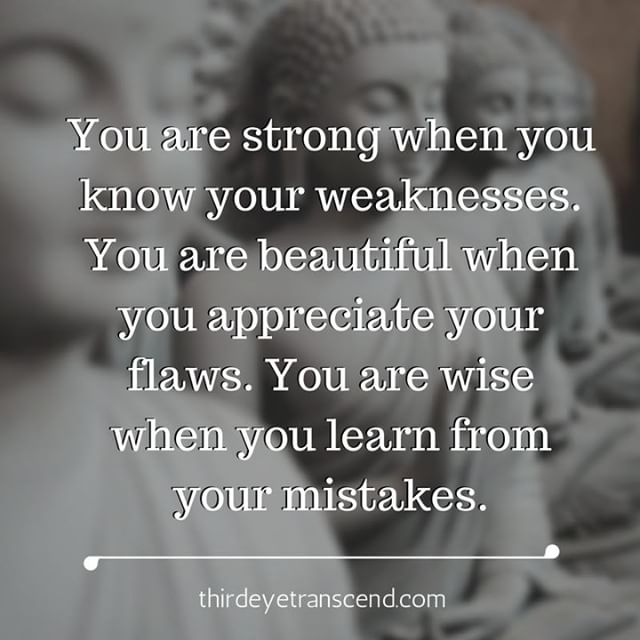 You are strong when you
know your weaknesses.
You are beautiful when
you appreciate your
flaws. You are wise
when you learn from
your mistakes.
thirdeyetranscend.com